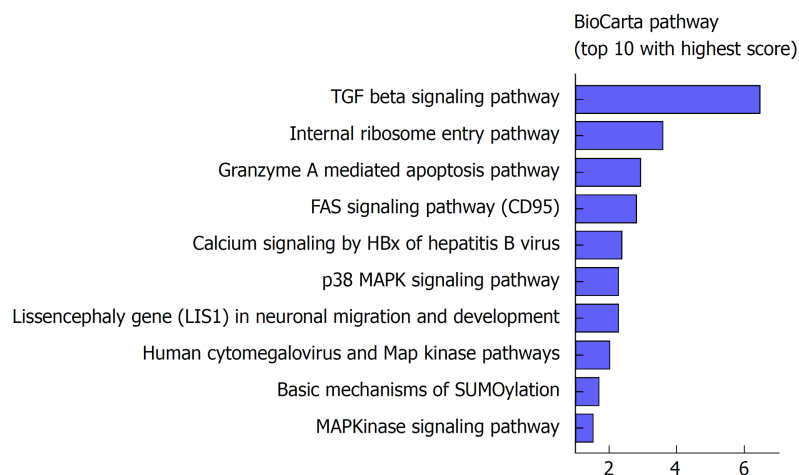 BioCarta pathway
(top 10 with highest score)
TGF beta signaling pathway
Internal ribosome entry pathway
Granzyme A mediated apoptosis pathway
FAS signaling pathway (CD95)
Calcium signaling by HBx of hepatitis B virus
p38 MAPK signaling pathway
Lissencephaly gene (LIS1) in neuronal migration and development
Human cytomegalovirus and Map kinase pathways
Basic mechanisms of SUMOylation
MAPKinase signaling pathway
2 4 6